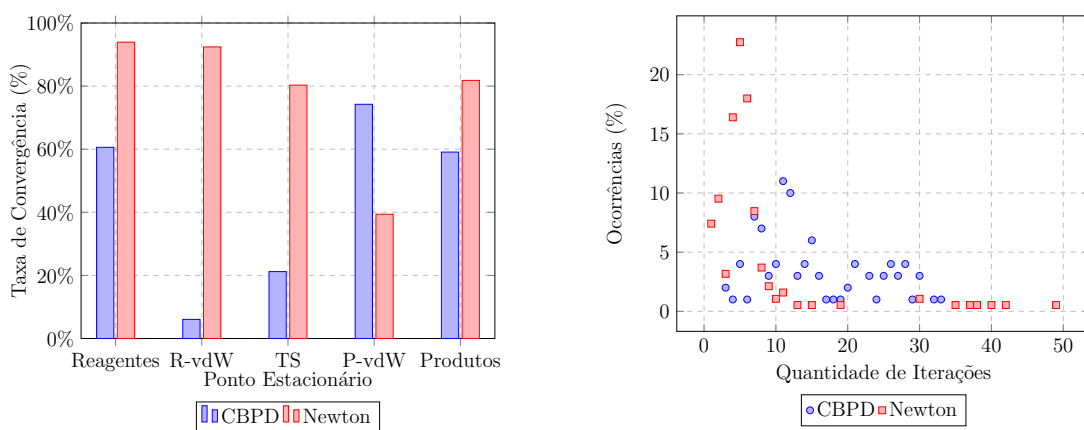 100%
80%
60%
40%
20%
0%
Taxa de Convergência (%)
Reagentes R-vdW TS P-vdW Produtos
Ponto Estacionário
CBPD Newton
20
15
10
5
0
Ocorrências (%)
0 10 20 30 40 50
Quantidade de Iterações
CBPD Newton